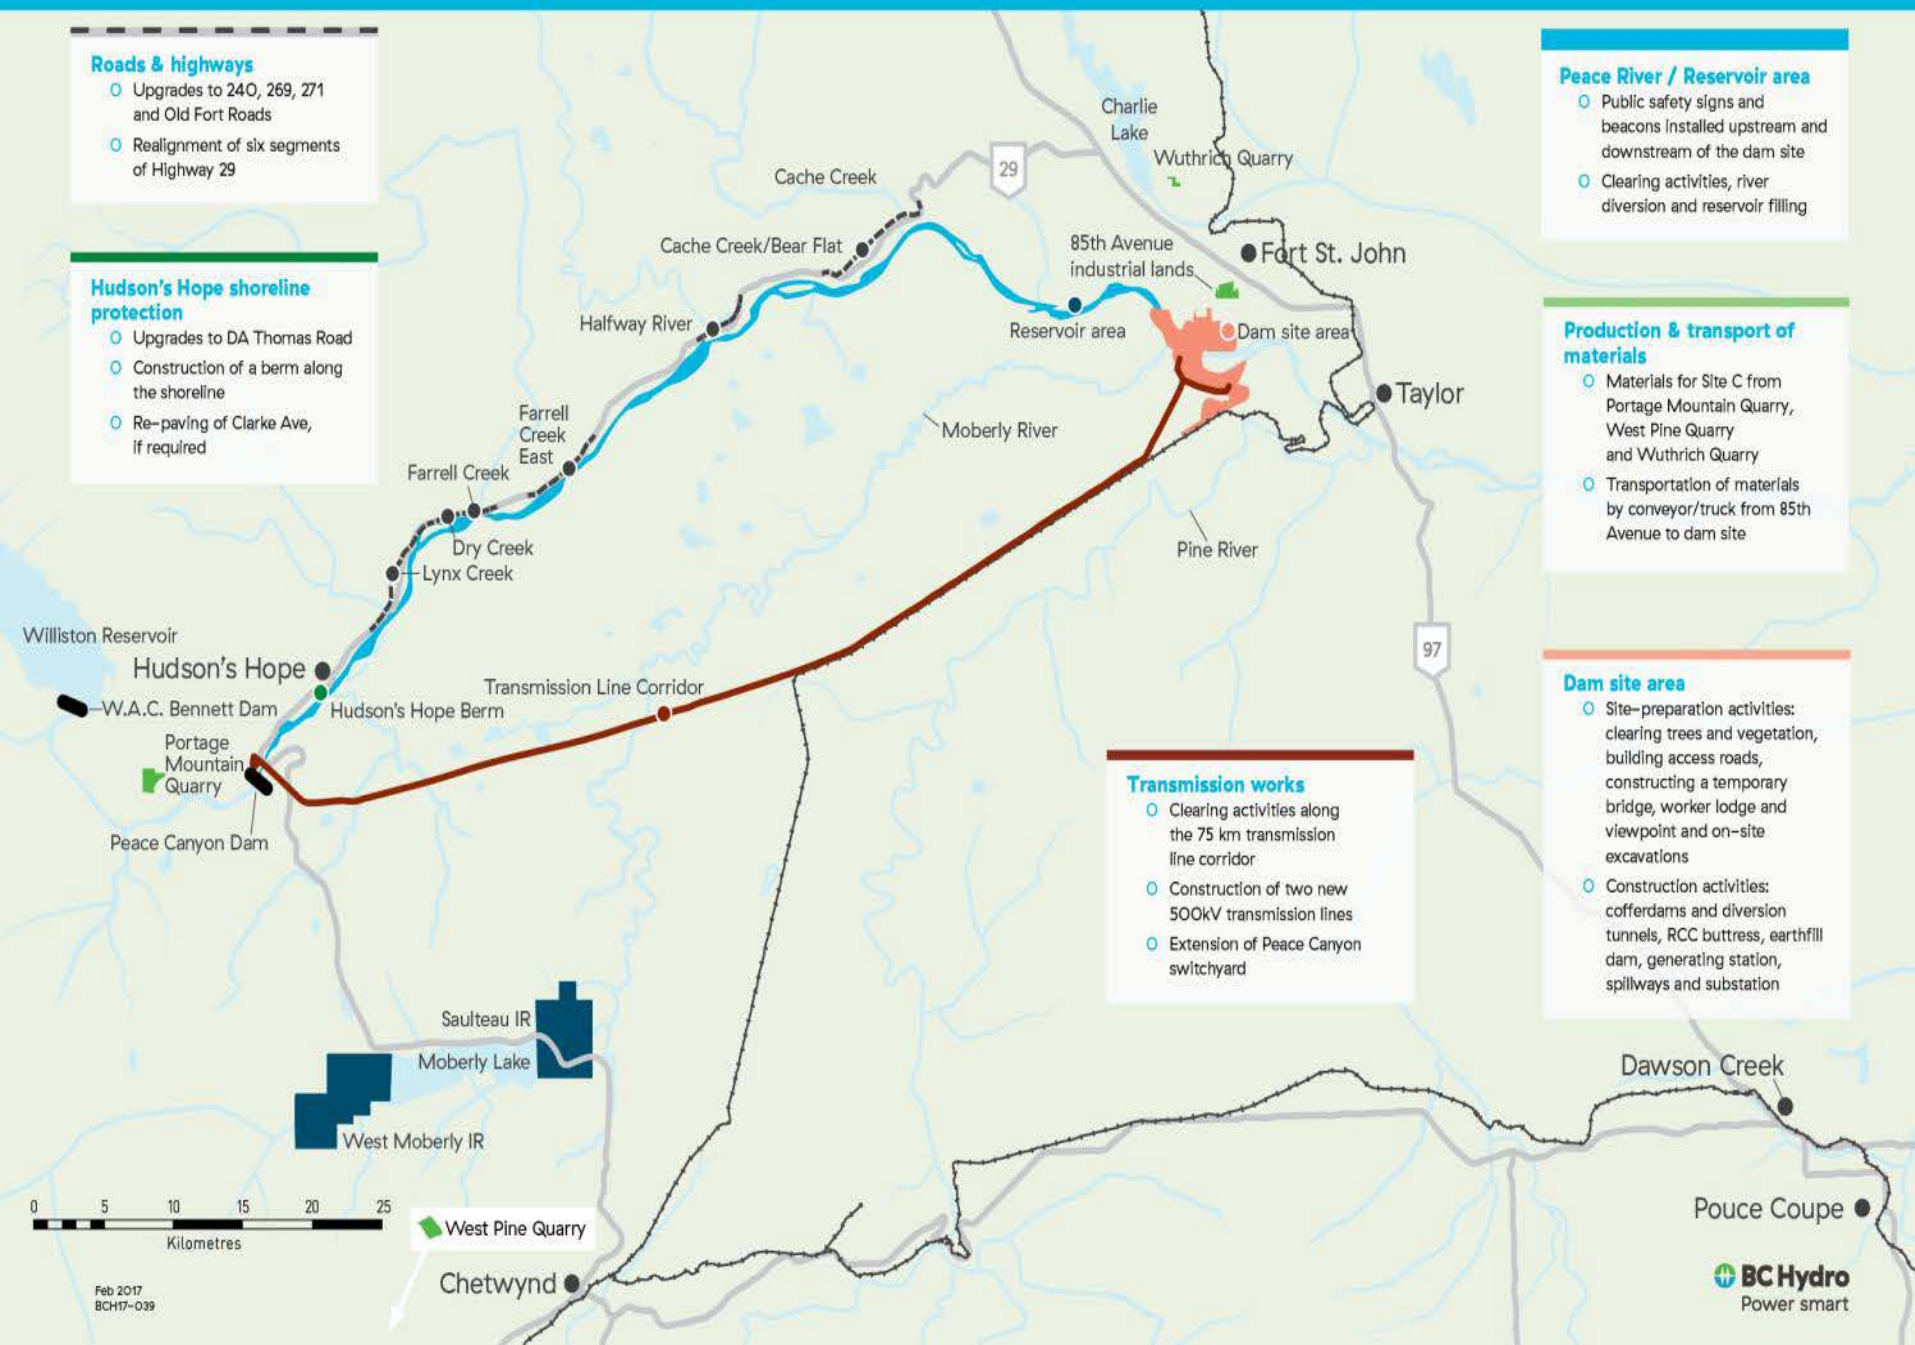 Roads & highways
Upgrades to 240, 269, 271
and Old Fort Roads
Realignment of six segments
of Highway 29
Hudson's Hope shoreline
protection
Upgrades to DA Thomas Road
Construction of a berm along
the shoreline
Re-paving of Clarke Ave,
if required
Peace River / Reservoir area
Public safety signs and
beacons installed upstream and
downstream of the dam site
Clearing activities, river
diversion and reservoir filling
Production & transport of
materials
Materials for Site C from
Portage Mountain Quarry,
West Pine Quarry
and Wuthrich Quarry
Transportation of materials
by conveyor/truck from 85th
Avenue to dam site
Dam site area
Site-preparation activities:
clearing trees and vegetation,
building access roads,
constructing a temporary
bridge, worker lodge and
viewpoint and on-site
excavations
Construction activities:
cofferdams and diversion
tunnels, RCC buttress, earthfill
dam, generating station,
spillways and substation
Transmission works
Clearing activities along
the 75 km transmission
line corridor
Construction of two new
500kV transmission lines
Extension of Peace Canyon
switchyard
Charlie
Lake
Wuthrich Quarry
29
Cache Creek
Cache Creek/Bear Flat
85th Avenue
industrial lands
Fort St. John
Halfway River
Reservoir area
Dam site area
Taylor
Farrell
Creek
East
Moberly River
Farrell Creek
Dry Creek
Pine River
Lynx Creek
Williston Reservoir
97
Hudson's Hope
Transmission Line Corridor
W.A.C. Bennett Dam
Hudson's Hope Berm
Portage
Mountain
Quarry
Peace Canyon Dam
Saulteau IR
Moberly Lake
West Moberly IR
Dawson Creek
Pouce Coupe
0 5 10 15 20 25
Kilometres
West Pine Quarry
Chetwynd
Feb 2017
BCH17-039
BC Hydro
Power smart